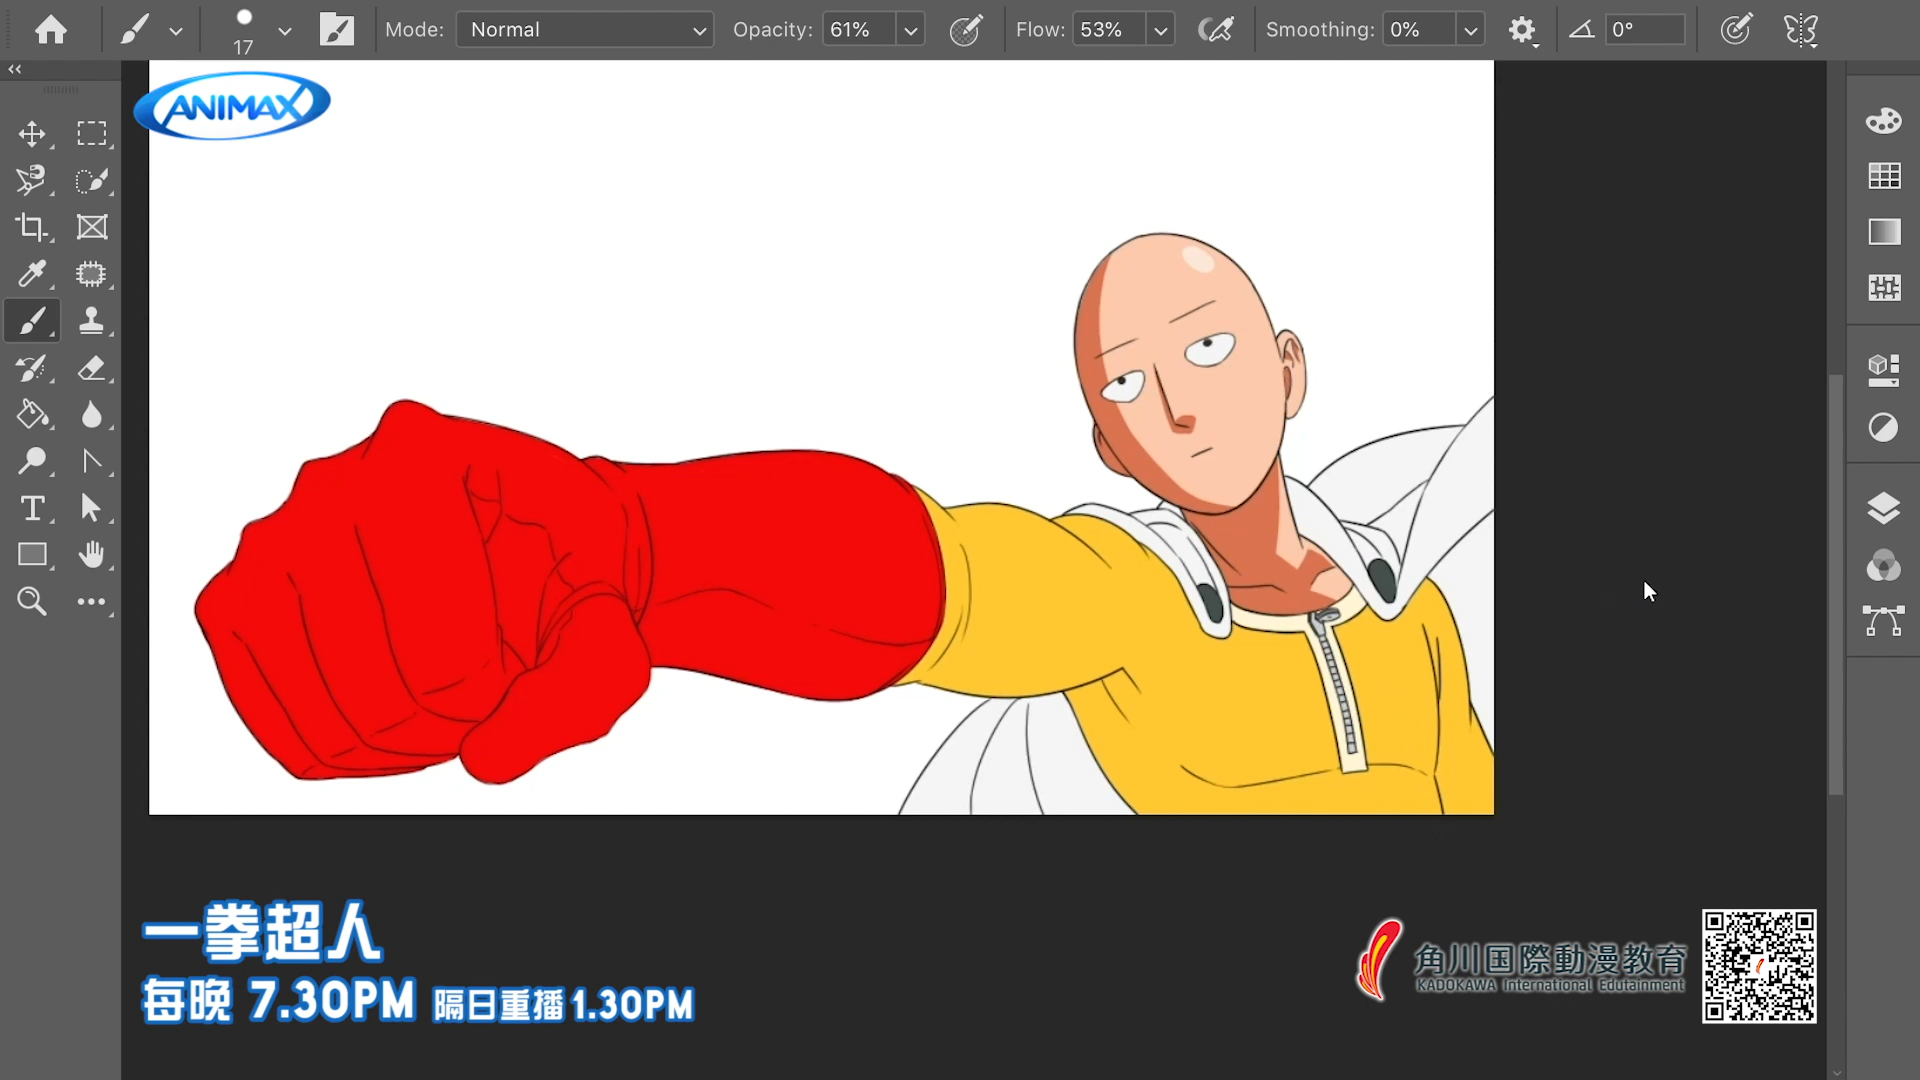 Mode: Normal Opacity: 61% Flow: 53% Smoothing: 0% 0°
17
ANIMAX
T
一拳超人
每晚 7.30PM 隔日重播 1.30PM
角川国際動漫教育
KADOKAWA International Edutainment